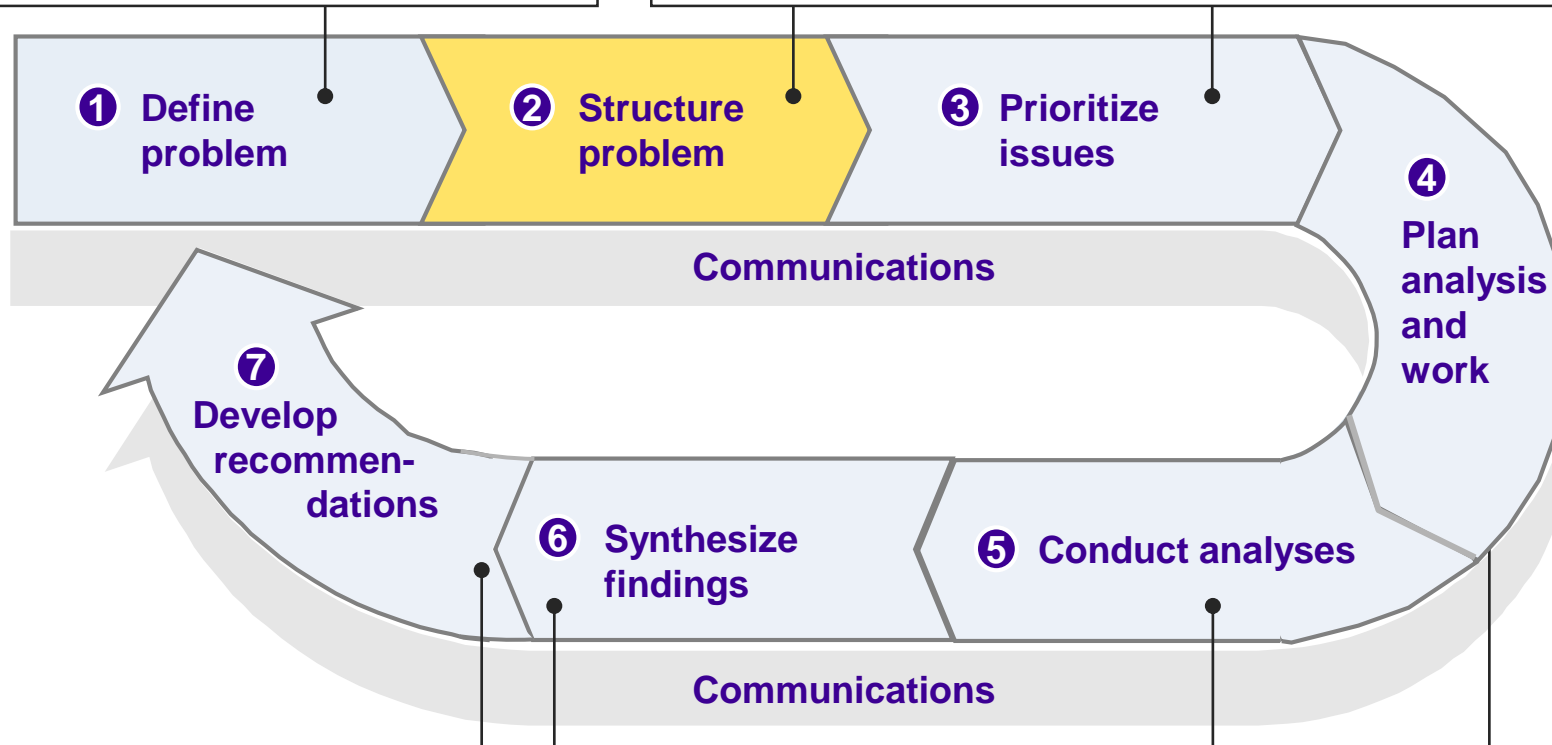 1 Define
problem
2 Structure
problem
3 Prioritize
issues
4
Plan
analysis
and
work
Communications
5 Conduct analyses
6 Synthesize
findings
7
Develop
recommen-
dations
Communications